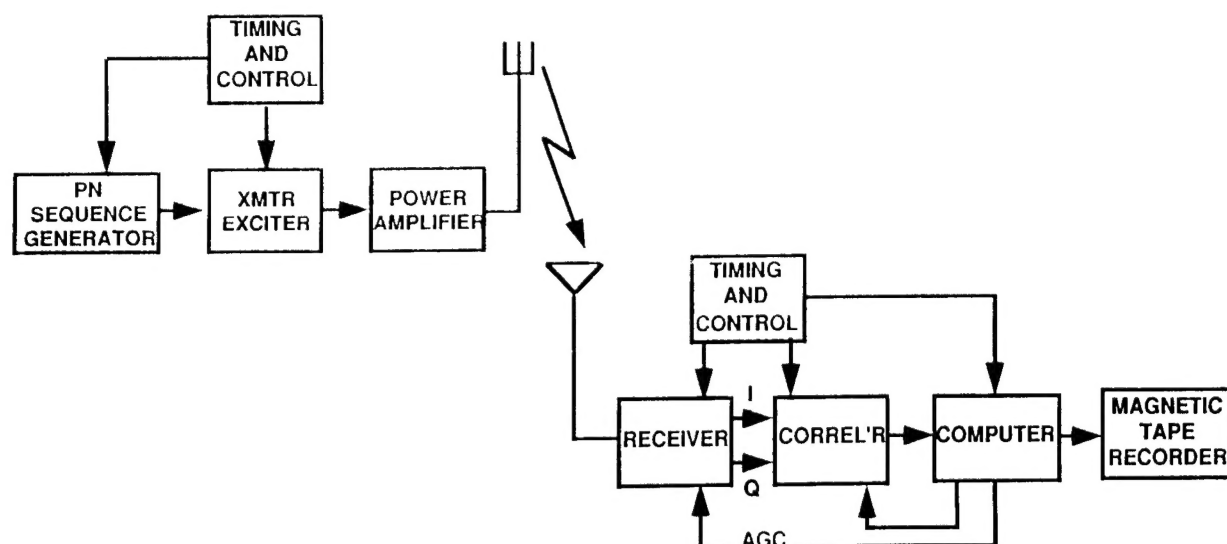 TIMING
AND
CONTROL
PN
SEQUENCE
GENERATOR
XMTR
EXCITER
POWER
AMPLIFIER
TIMING
AND
CONTROL
RECEIVER
I
Q
CORREL'R
COMPUTER
MAGNETIC
TAPE
RECORDER
AGC